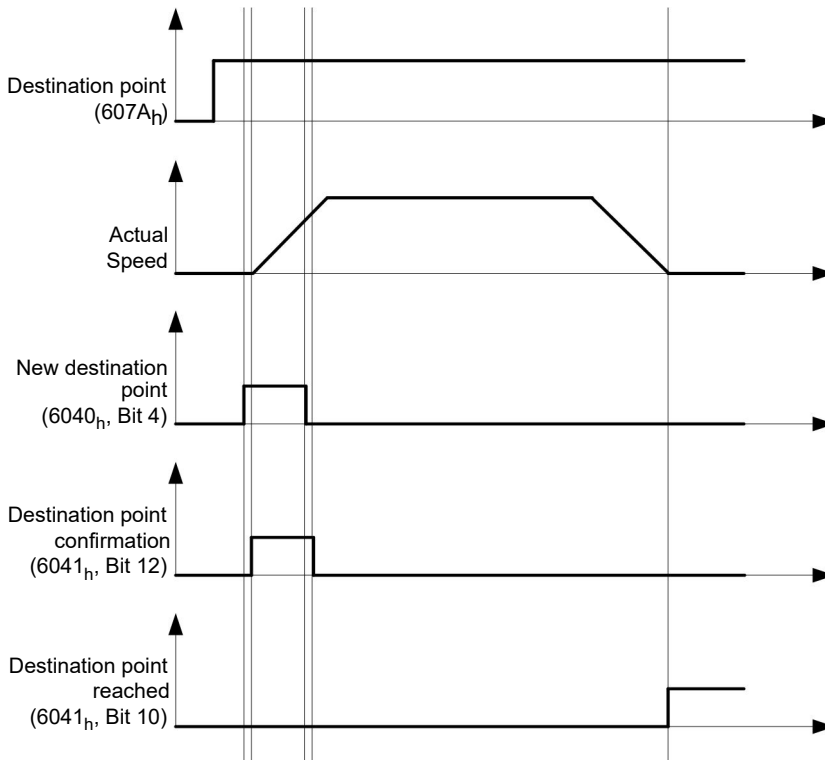 Destination point
(607Ah)
Actual
Speed
New destination
point
(6040h, Bit 4)
Destination point
confirmation
(6041h, Bit 12)
Destination point
reached
(6041h, Bit 10)